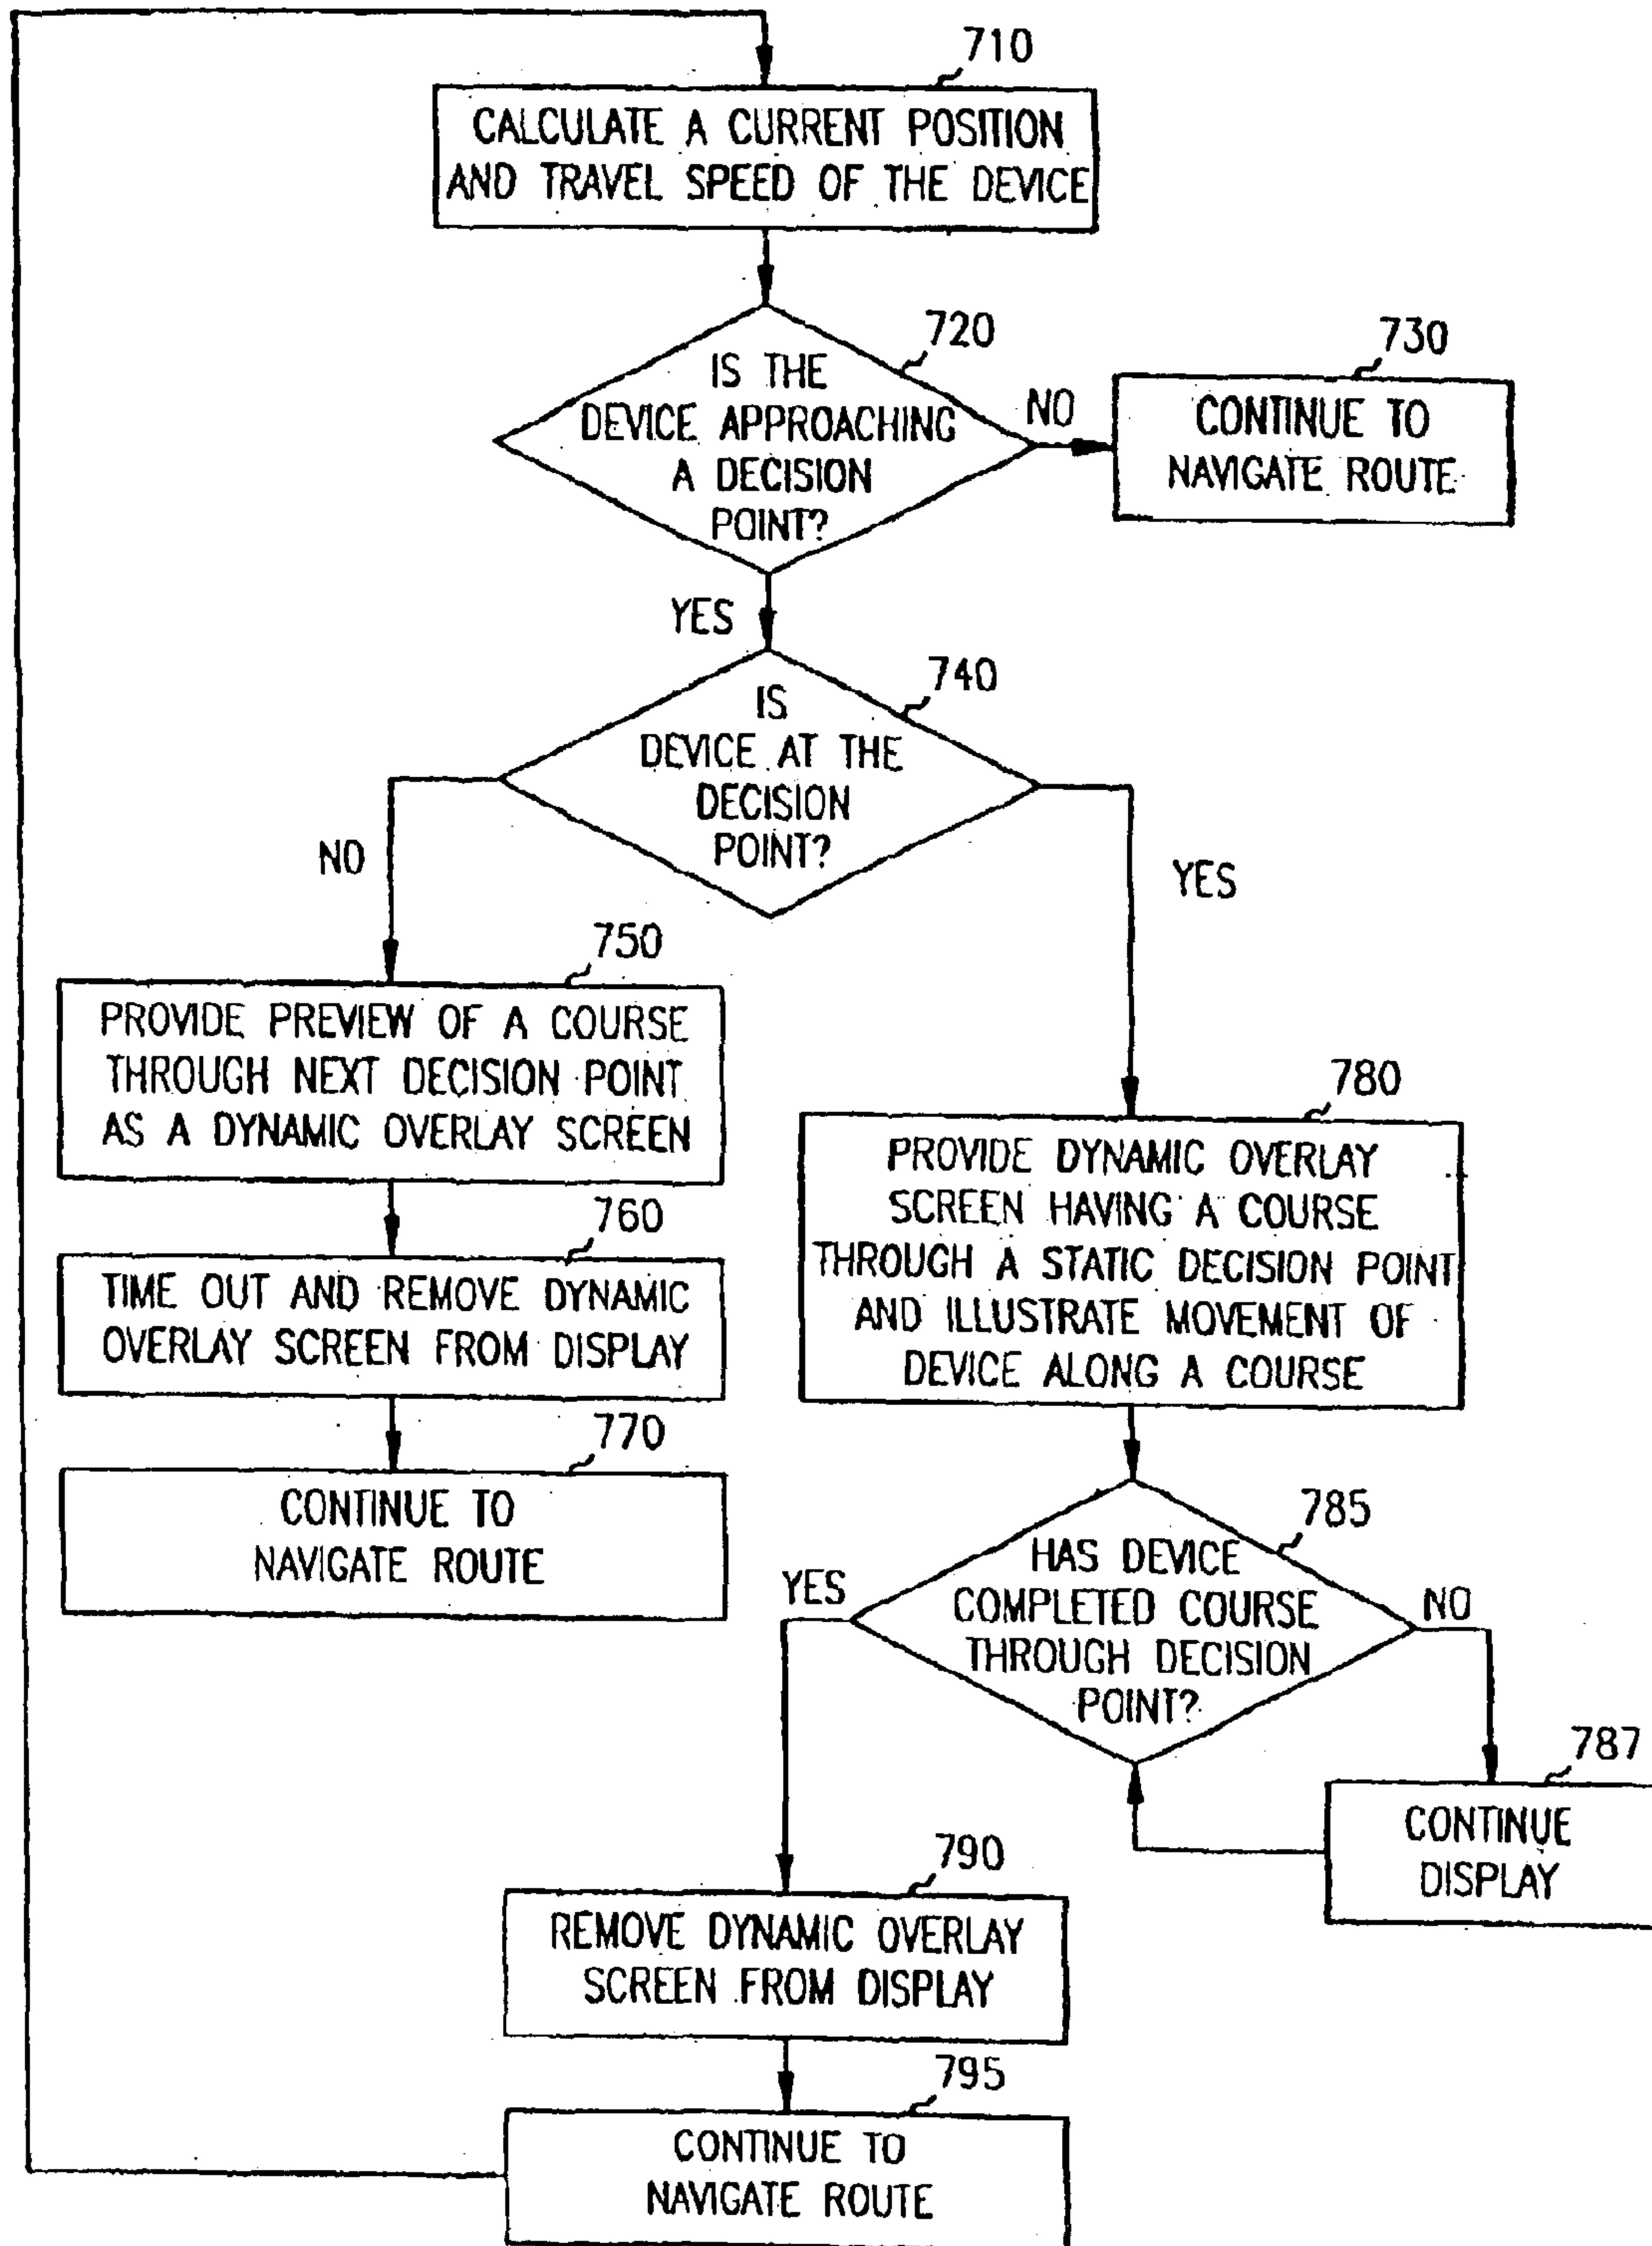 710
CALCULATE A CURRENT POSITION
AND TRAVEL SPEED OF THE DEVICE
720
IS THE
DEVICE APPROACHING
A DECISION
POINT?
NO
730
CONTINUE TO
NAVIGATE ROUTE
YES
740
IS
DEVICE AT THE
DECISION
POINT?
NO
YES
750
PROVIDE PREVIEW OF A COURSE
THROUGH NEXT DECISION POINT
AS A DYNAMIC OVERLAY SCREEN
760
TIME OUT AND REMOVE DYNAMIC
OVERLAY SCREEN FROM DISPLAY
770
CONTINUE TO
NAVIGATE ROUTE
780
PROVIDE DYNAMIC OVERLAY
SCREEN HAVING A COURSE
THROUGH A STATIC DECISION POINT
AND ILLUSTRATE MOVEMENT OF
DEVICE ALONG A COURSE
785
HAS DEVICE
COMPLETED COURSE
THROUGH DECISION
POINT?
YES
NO
787
CONTINUE
DISPLAY
790
REMOVE DYNAMIC OVERLAY
SCREEN FROM DISPLAY
795
CONTINUE TO
NAVIGATE ROUTE